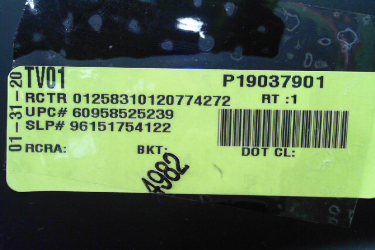 01-31-20
TV01 P19037901
RCTR 01258310120774272 RT :1
UPC# 60958525239
SLP# 96151754122
RCRA: BKT: DOT CL:
4982